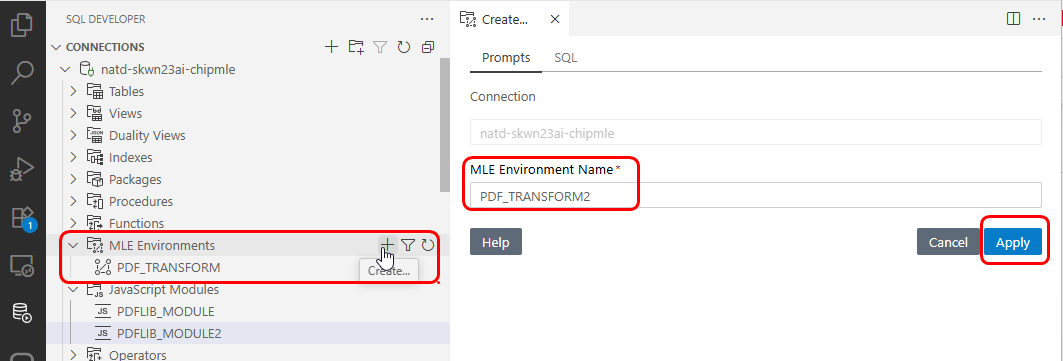 SQL DEVELOPER
CONNECTIONS
natd-skwn23ai-chipmle
Tables
Views
JSON
Duality Views
Indexes
Packages
Procedures
Functions
MLE Environments
PDF_TRANSFORM
Create...
JS
JavaScript Modules
JS
PDFLIB_MODULE
JS
PDFLIB_MODULE2
Operators
1
Create...
Prompts
SQL
Connection
natd-skwn23ai-chipmle
MLE Environment Name*
PDF_TRANSFORM2
Help
Cancel
Apply